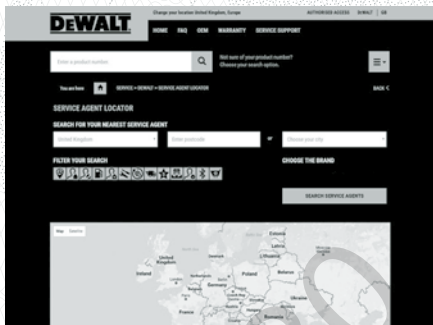 Change your location United Kingdom, Europe
AUTHORISED ACCESS DEWALT | GB
DEWALT
HOME FAQ OEM WARRANTY SERVICE SUPPORT
Enter a product number
Not sure of your product number?
Choose your search option.
You are here SERVICE > DEWALT > SERVICE AGENT LOCATOR
BACK <
SERVICE AGENT LOCATOR
SEARCH FOR YOUR NEAREST SERVICE AGENT
United Kingdom Enter postcode or Choose your city
FILTER YOUR SEARCH
CHOOSE THE BRAND
SEARCH SERVICE AGENTS
Map Satellite
Estonia
Latvia
Lithuania
Denmark
United
Kingdom
Ireland
Netherlands
Poland
Belarus
Germany
Ukraine
France
Romania